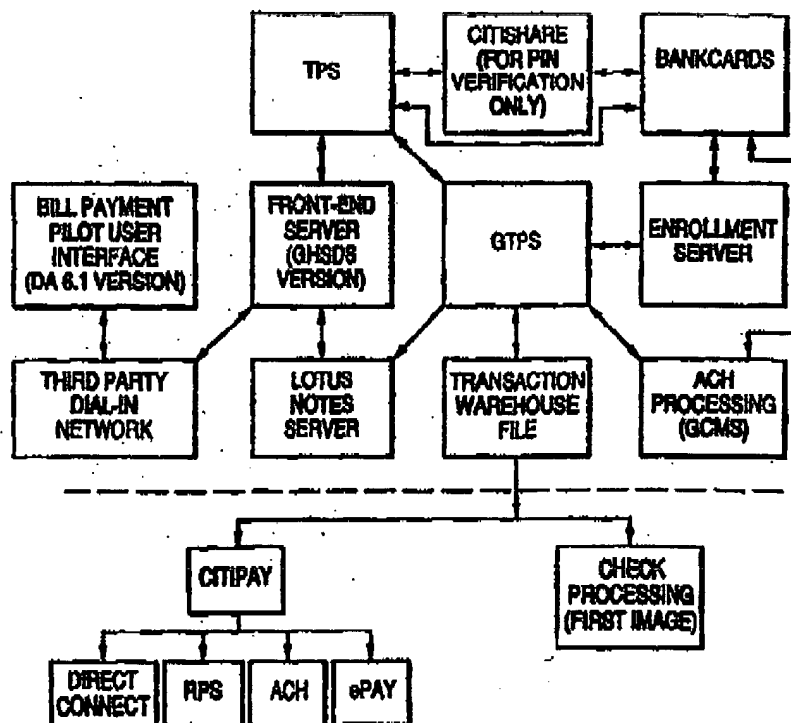 TPS
CITISHARE
(FOR PIN
VERIFICATION
ONLY)
BANKCARDS
BILL PAYMENT
PILOT USER
INTERFACE
(DA 6.1 VERSION)
FRONT-END
SERVER
(GHSDS
VERSION)
GTPS
ENROLLMENT
SERVER
THIRD PARTY
DIAL-IN
NETWORK
LOTUS
NOTES
SERVER
TRANSACTION
WAREHOUSE
FILE
ACH
PROCESSING
(GCMS)
CITIPAY
CHECK
PROCESSING
(FIRST IMAGE)
DIRECT
CONNECT
RPS
ACH
ePAY